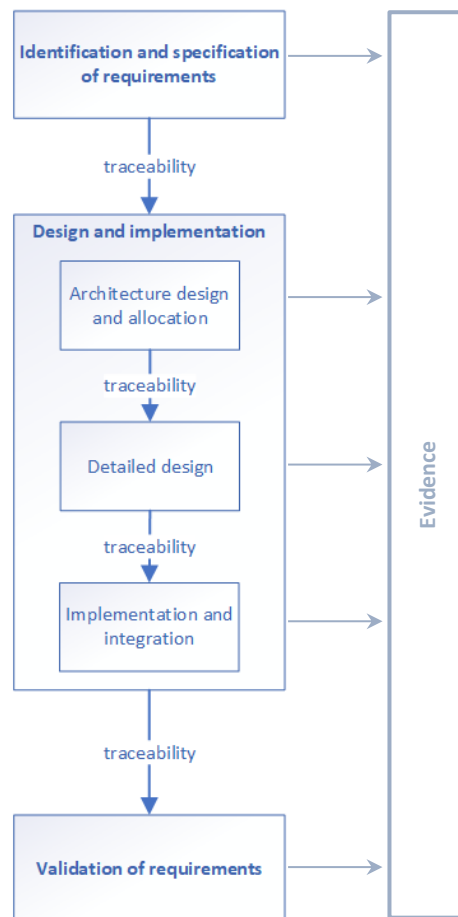 Identification and specification
of requirements
traceability
Design and implementation
Architecture design
and allocation
traceability
Detailed design
traceability
Implementation and
integration
traceability
Validation of requirements
Evidence